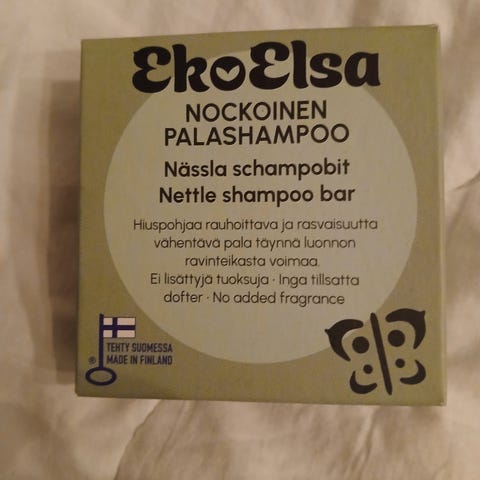 EkoElsa
NOCKOINEN
PALASHAMPOO
Nässla schampobit
Nettle shampoo bar
Hiuspohjaa rauhoittava ja rasvaisuutta
vähentävä pala täynnä luonnon
ravinteikasta voimaa.
Ei lisättyjä tuoksuja · Inga tillsatta
dofter · No added fragrance
TEHTY SUOMESSA
® MADE IN FINLAND